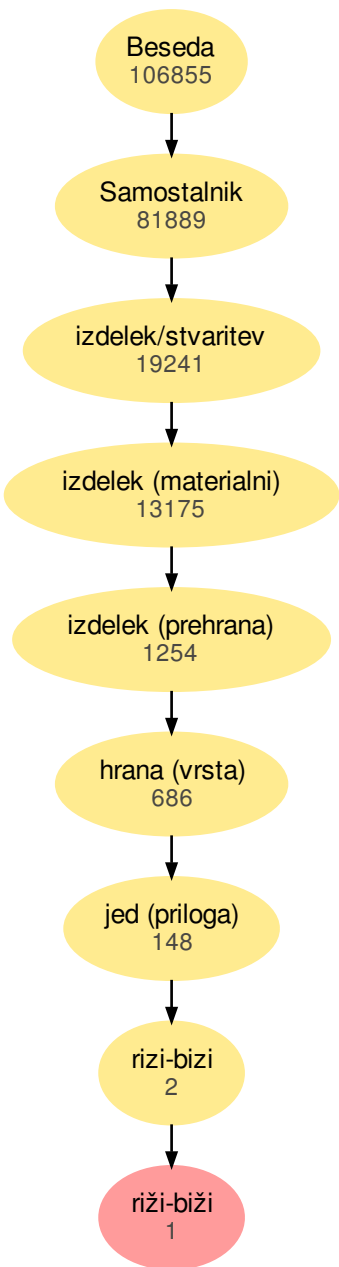 Beseda
106855
Samostalnik
81889
izdelek/stvaritev
19241
izdelek (materialni)
13175
izdelek (prehrana)
1254
hrana (vrsta)
686
jed (priloga)
148
rizi-bizi
2
riži-biži
1